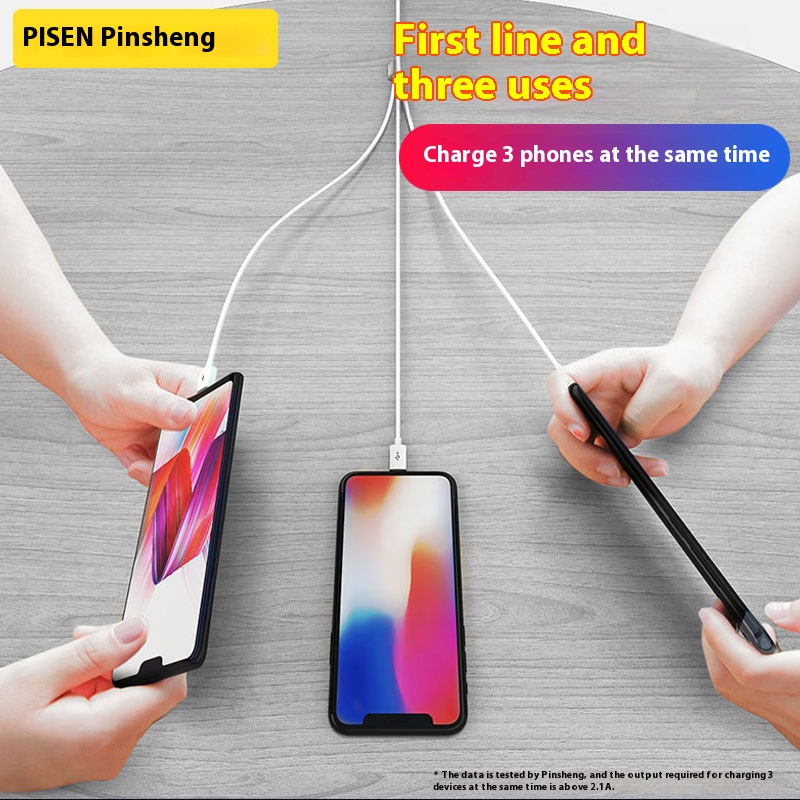 PISEN Pinsheng
First line and
three uses
Charge 3 phones at the same time
* The data is tested by Pinsheng, and the output required for charging 3
devices at the same time is above 2.1A.